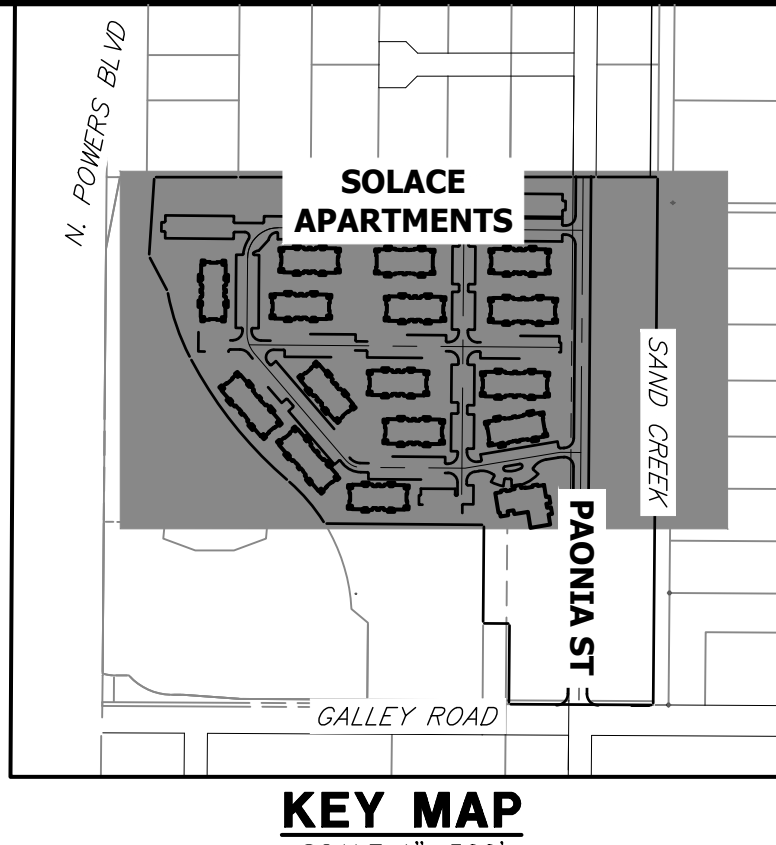 N. POWERS BLVD
SOLACE
APARTMENTS
SAND CREEK
PAONIA ST
GALLEY ROAD
KEY MAP